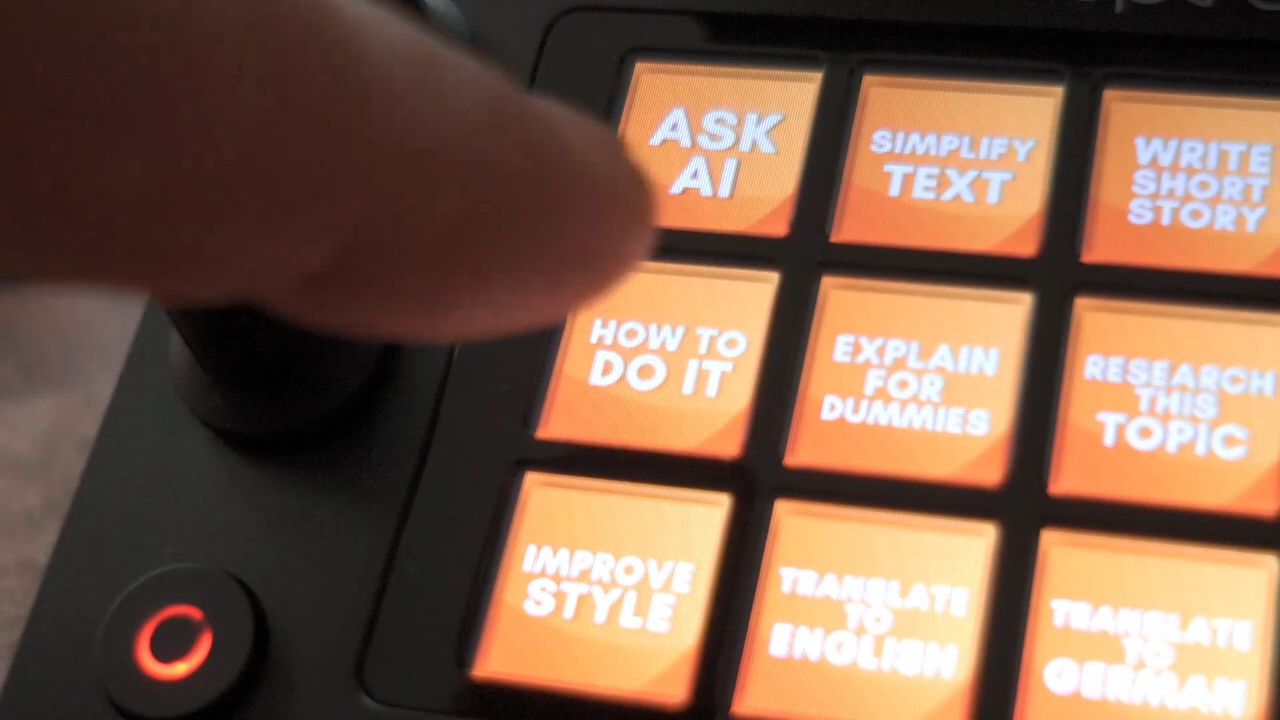 ASK
AI
SIMPLIFY
TEXT
WRITE
SHORT
STORY
HOW TO
DO IT
EXPLAIN
FOR
DUMMIES
RESEARCH
THIS
TOPIC
IMPROVE
STYLE
TRANSLATE
TO
ENGLISH
TRANSLATE
TO
GERMAN